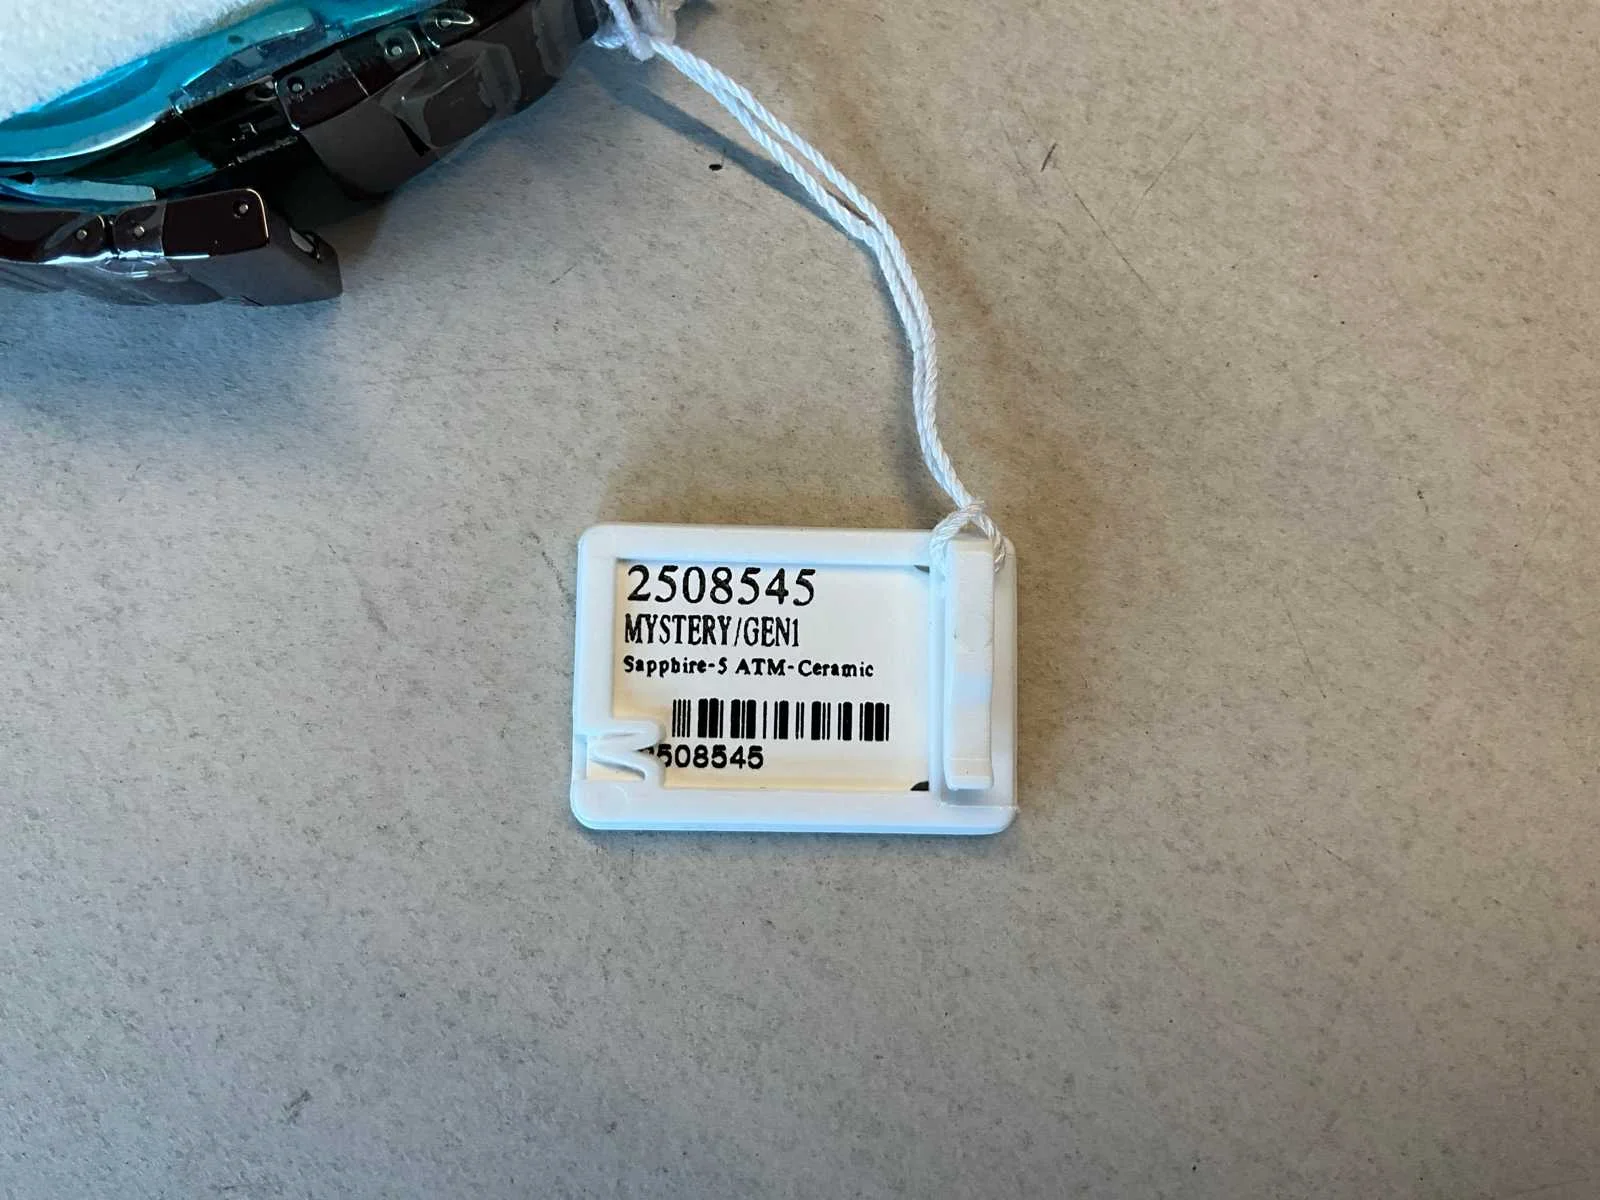 2508545
MYSTERY/GEN1
Sapphire-5 ATM-Ceramic
508545